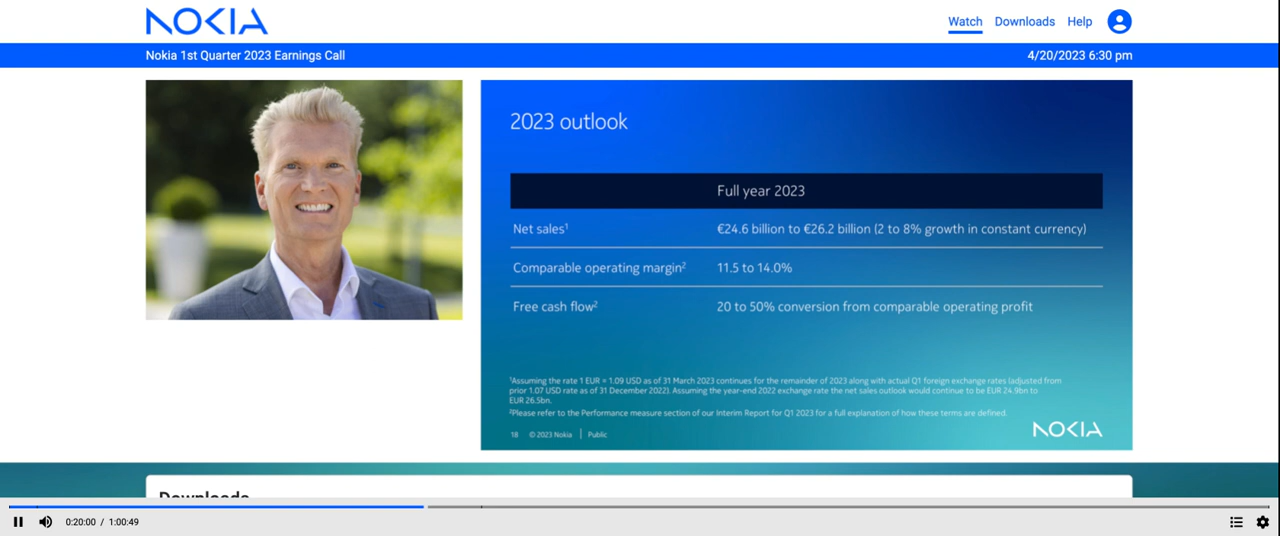 NOKIA
Watch Downloads Help
Nokia 1st Quarter 2023 Earnings Call 4/20/2023 6:30 pm
2023 outlook
Full year 2023
Net sales¹ €24.6 billion to €26.2 billion (2 to 8% growth in constant currency)
Comparable operating margin² 11.5 to 14.0%
Free cash flow² 20 to 50% conversion from comparable operating profit
¹Assuming the rate 1 EUR = 1.09 USD as of 31 March 2023 continues for the remainder of 2023 along with actual Q1 foreign exchange rates (adjusted from
prior 1.07 USD rate as of 31 December 2022). Assuming the year-end 2022 exchange rate the net sales outlook would continue to be EUR 24.9bn to
EUR 26.5bn.
²Please refer to the Performance measure section of our Interim Report for Q1 2023 for a full explanation of how these terms are defined.
18 © 2023 Nokia | Public
NOKIA
Downloads
0:20:00 / 1:00:49